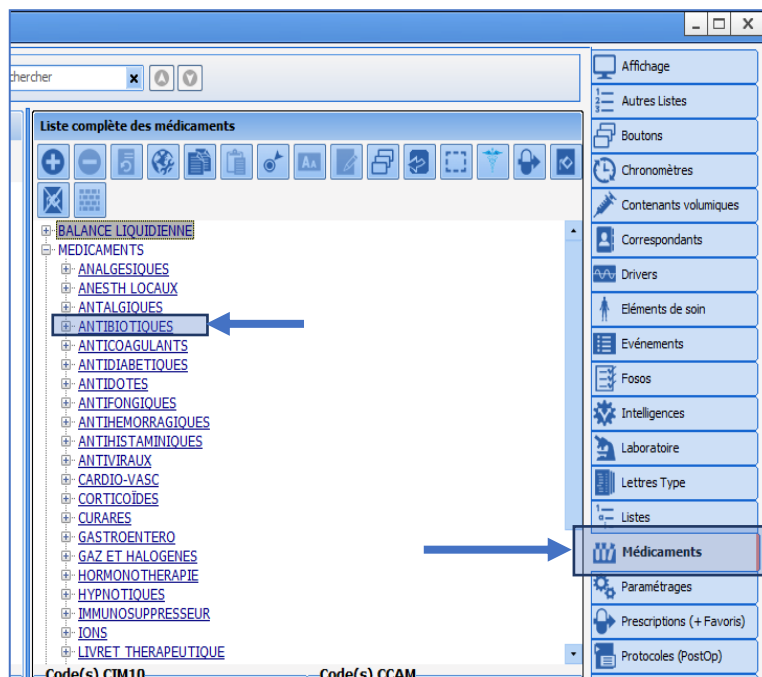 hercher
Liste complète des médicaments
BALANCE LIQUIDIENNE
MEDICAMENTS
ANALGESIQUES
ANESTH LOCAUX
ANTALGIQUES
ANTIBIOTIQUES
ANTICOAGULANTS
ANTIDIABETIQUES
ANTIDOTES
ANTIFONGIQUES
ANTIHEMORRAGIQUES
ANTIHISTAMINIQUES
ANTIVIRAUX
CARDIO-VASC
CORTICOÏDES
CURARES
GASTROENTERO
GAZ ET HALOGENES
HORMONOTHERAPIE
HYPNOTIQUES
IMMUNOSUPPRESSEUR
IONS
LIVRET THERAPEUTIQUE
Code(s) CIM10
Code(s) CCAM
Affichage
Autres Listes
Boutons
Chronomètres
Contenants volumiques
Correspondants
Drivers
Eléments de soin
Evénements
Fosos
Intelligences
Laboratoire
Lettres Type
Listes
Médicaments
Paramétrages
Prescriptions (+ Favoris)
Protocoles (PostOp)